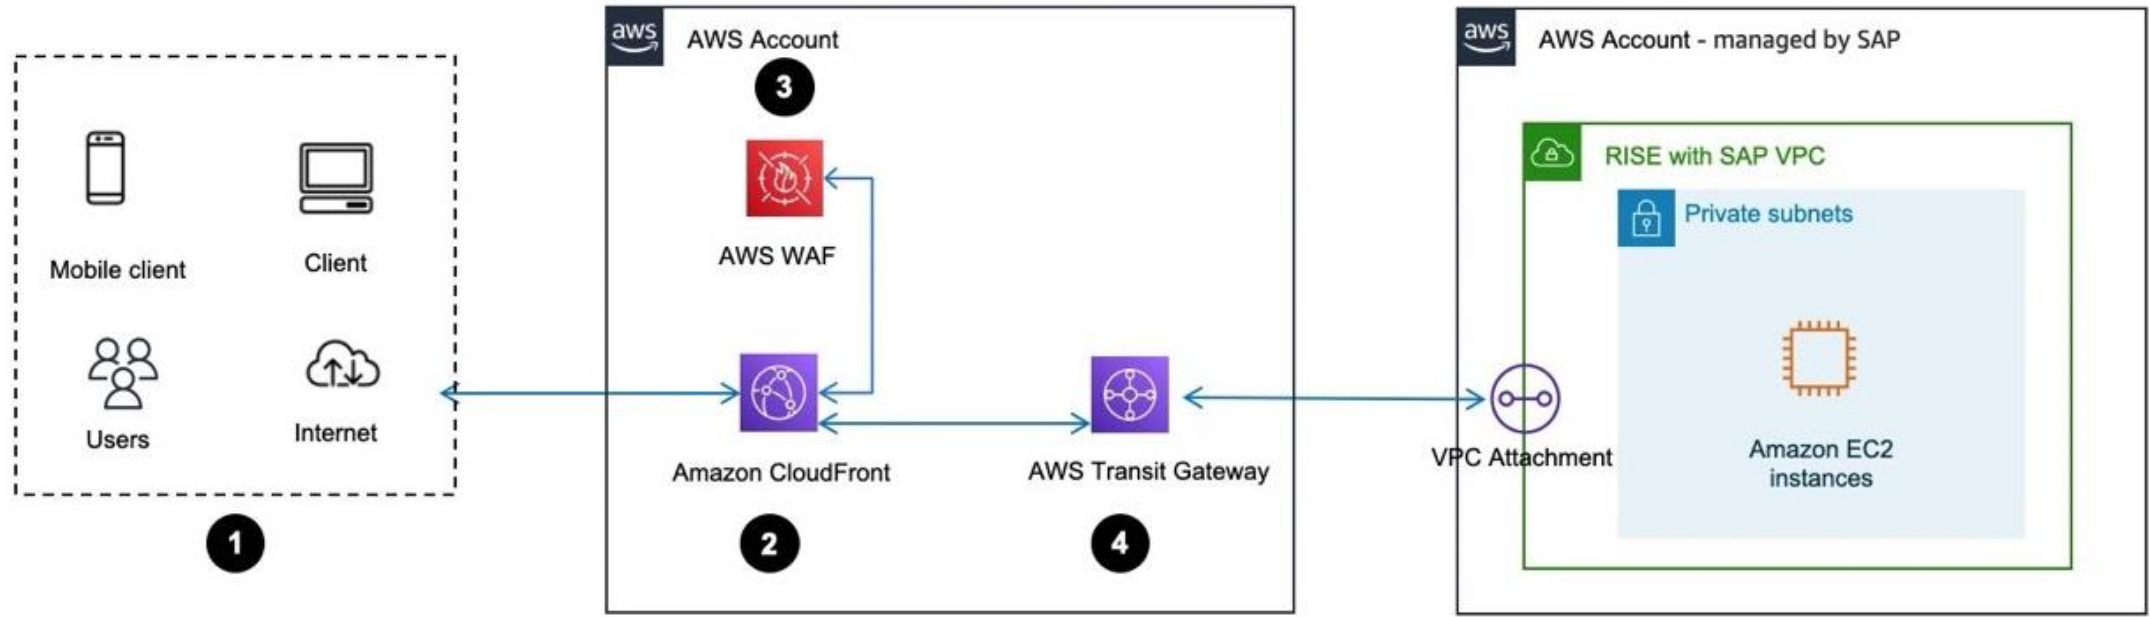 Mobile client
Client
Users
Internet
1
aws
AWS Account
3
AWS WAF
Amazon CloudFront
AWS Transit Gateway
2
4
aws
AWS Account - managed by SAP
RISE with SAP VPC
Private subnets
VPC Attachment
Amazon EC2
instances